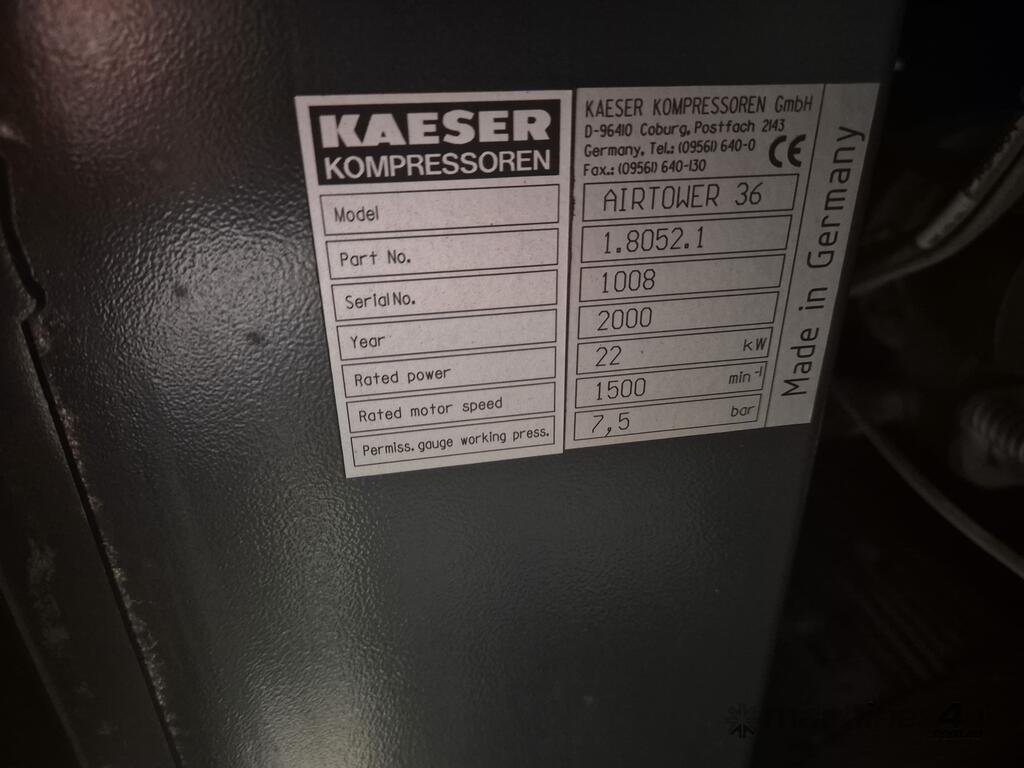 KAESER
KOMPRESSOREN
KAESER KOMPRESSOREN GmbH
D-96410 Coburg, Postfach 2143
Germany, Tel.: (09561) 640-0
Fax.: (09561) 640-130
CE
Model AIRTOWER 36
Part No. 1.8052.1
Serial No. 1008
Year 2000
Rated power 22 kW
Rated motor speed 1500 min⁻¹
Permiss. gauge working press. 7,5 bar
Made in Germany